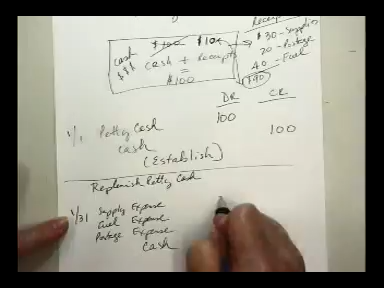 Receipts
$100 $10
$30 - Supplies
cash
$$$
cash + Receipts
20 - Postage
=
40 - Fuel
$100
$90
DR CR
1/1 Petty Cash 100
Cash 100
(Establish)
Replenish Petty Cash
1/31 Supply Expense
Fuel Expense
Postage Expense
Cash